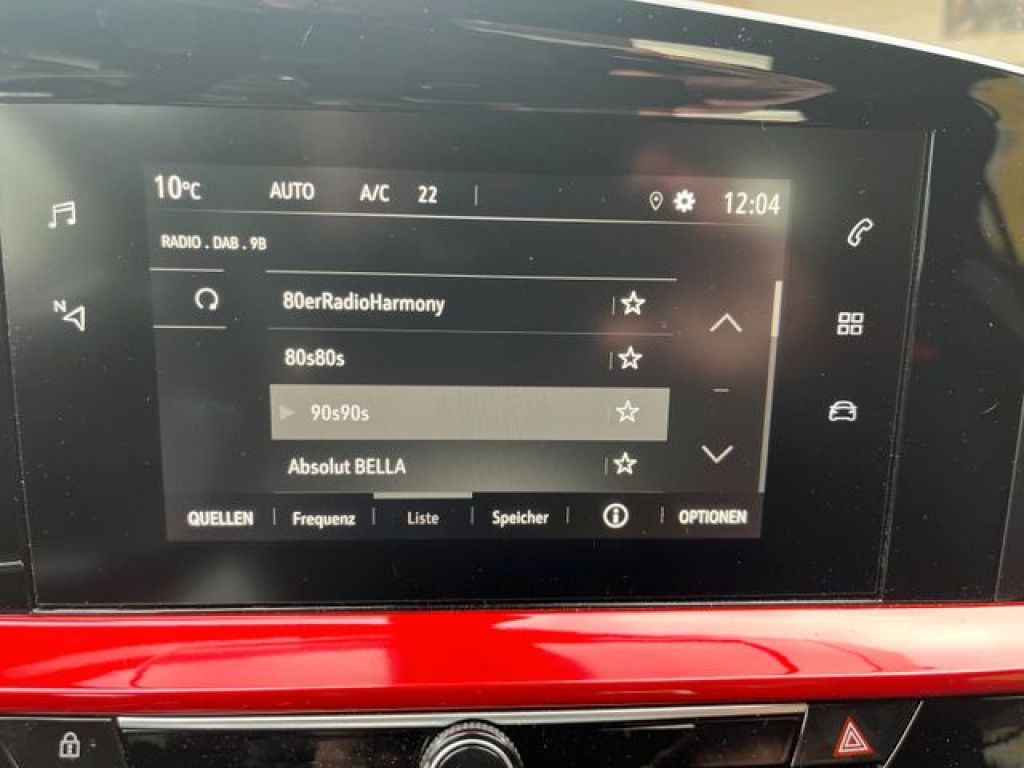 10°C AUTO A/C 22 12:04
RADIO.DAB.9B
80erRadioHarmony
80s80s
N
90s90s
Absolut BELLA
QUELLEN Frequenz Liste Speicher OPTIONEN